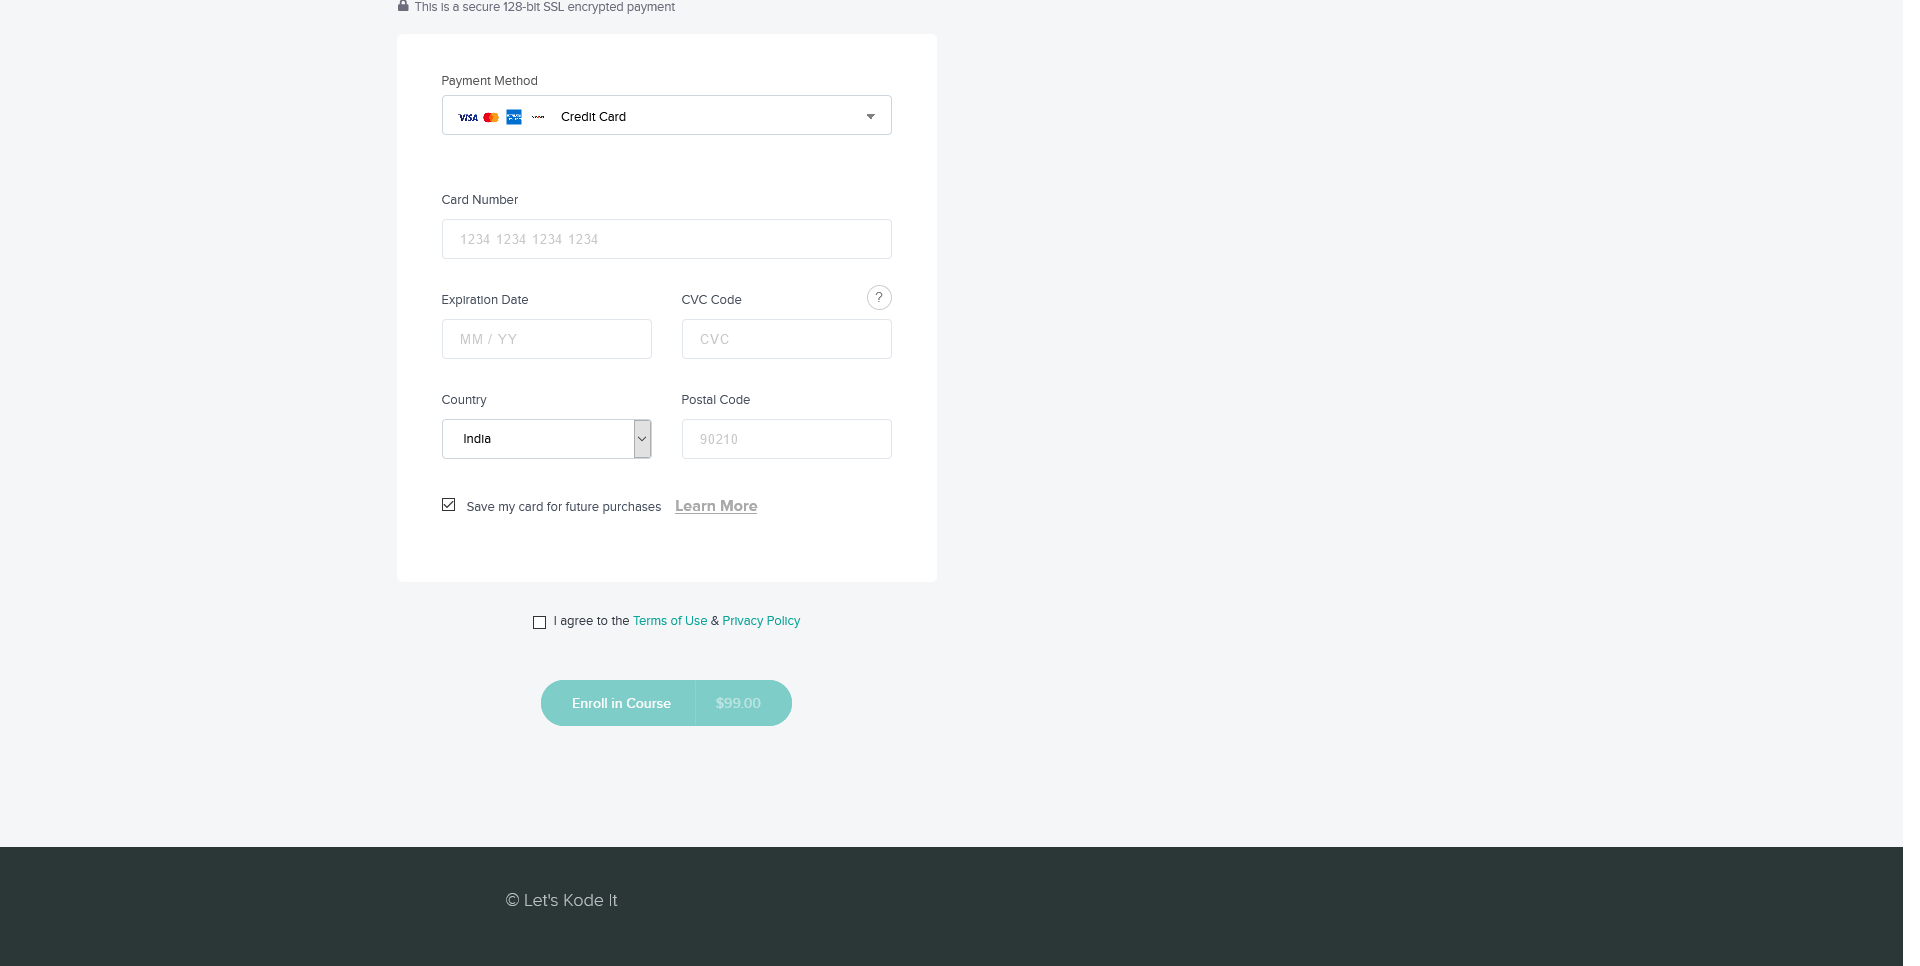 This is a secure 128-bit SSL encrypted payment
Payment Method
VISA Credit Card
Card Number
1234 1234 1234 1234
Expiration Date
CVC Code
?
MM / YY
CVC
Country
Postal Code
India
90210
Save my card for future purchases Learn More
I agree to the Terms of Use & Privacy Policy
Enroll in Course $99.00
© Let's Kode It